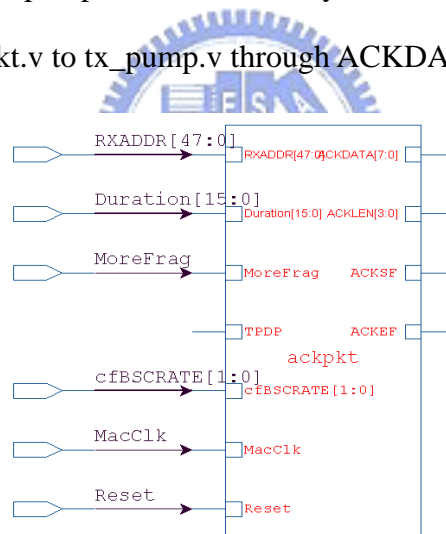 kt.v to tx_pump.v through ACKDA
RXADDR[47:0]
RXADDR[47:0] ACKDATA[7:0]
Duration[15:0]
Duration[15:0] ACKLEN[3:0]
MoreFrag
MoreFrag ACKSF
TPDP ACKEF
ackpkt
cfBSCRATE[1:0]
cfBSCRATE[1:0]
MacClk
MacClk
Reset
Reset